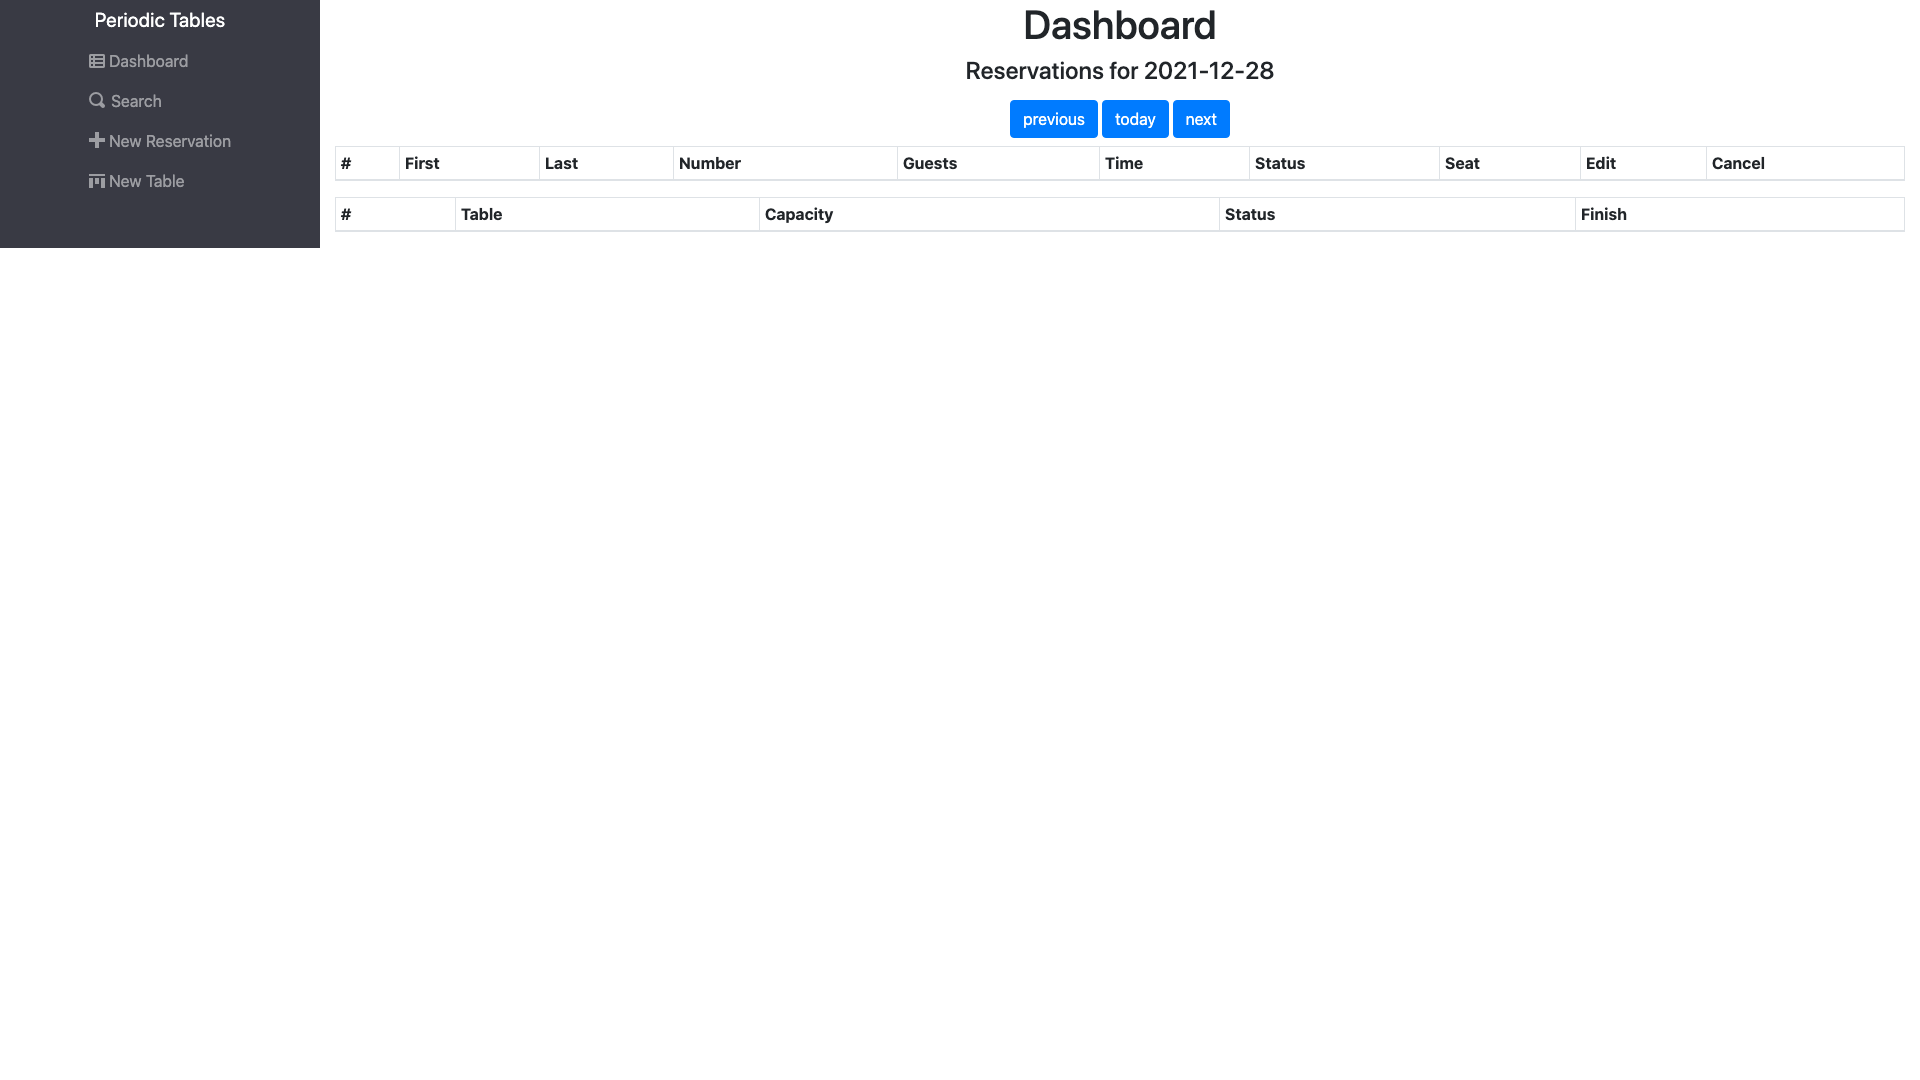 Periodic Tables
Dashboard
Search
New Reservation
New Table
Dashboard
Reservations for 2021-12-28
previous today next
# First Last Number Guests Time Status Seat Edit Cancel
# Table Capacity Status Finish